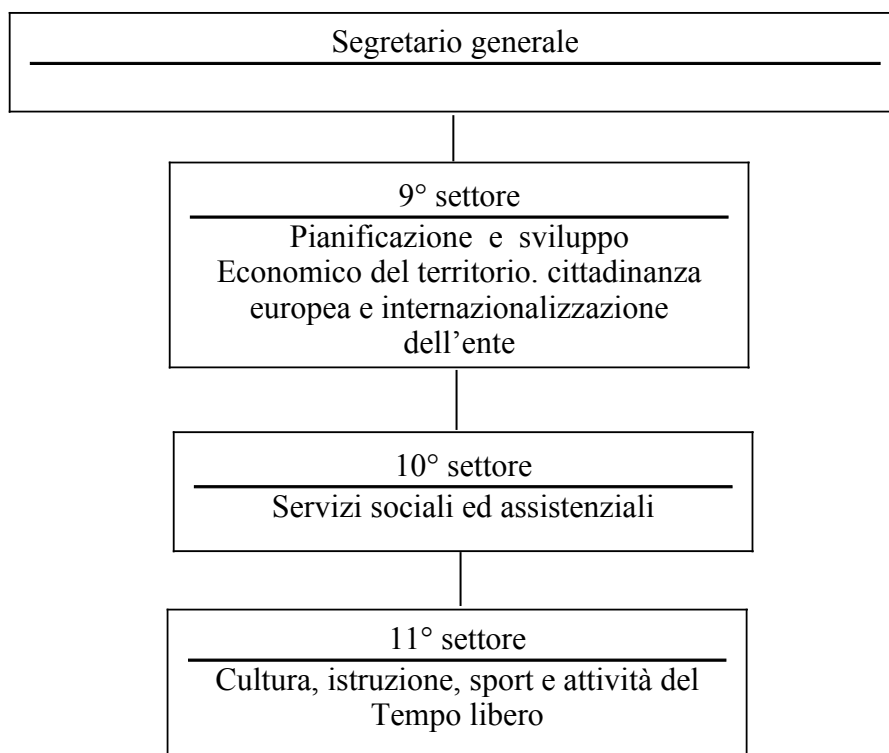 Segretario generale
9° settore
Pianificazione e sviluppo
Economico del territorio. cittadinanza
europea e internazionalizzazione
dell’ente
10° settore
Servizi sociali ed assistenziali
11° settore
Cultura, istruzione, sport e attività del
Tempo libero